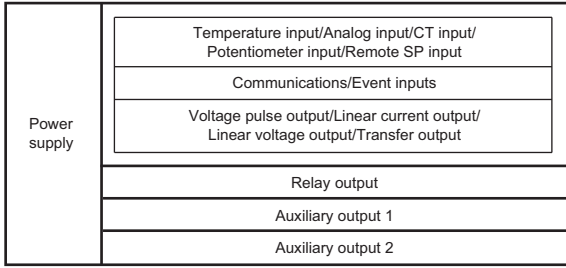 Power
supply
Temperature input/Analog input/CT input/
Potentiometer input/Remote SP input
Communications/Event inputs
Voltage pulse output/Linear current output/
Linear voltage output/Transfer output
Relay output
Auxiliary output 1
Auxiliary output 2